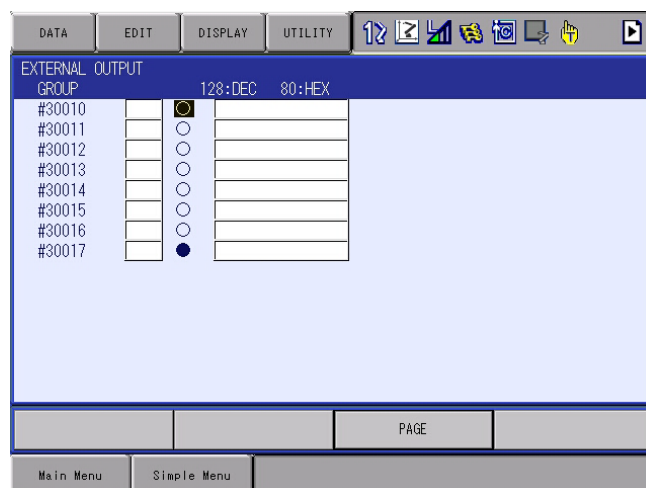 DATA EDIT DISPLAY UTILITY
EXTERNAL OUTPUT
GROUP 128:DEC 80:HEX
#30010
#30011
#30012
#30013
#30014
#30015
#30016
#30017
PAGE
Main Menu Simple Menu